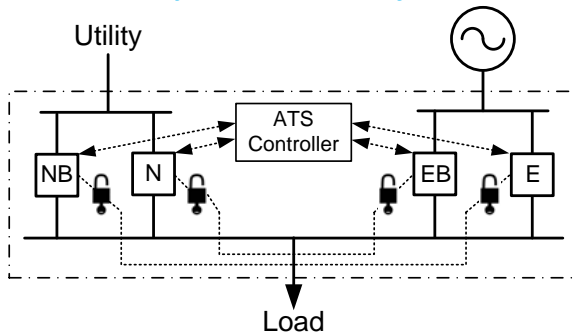 Utility
ATS
Controller
NB
N
EB
E
Load